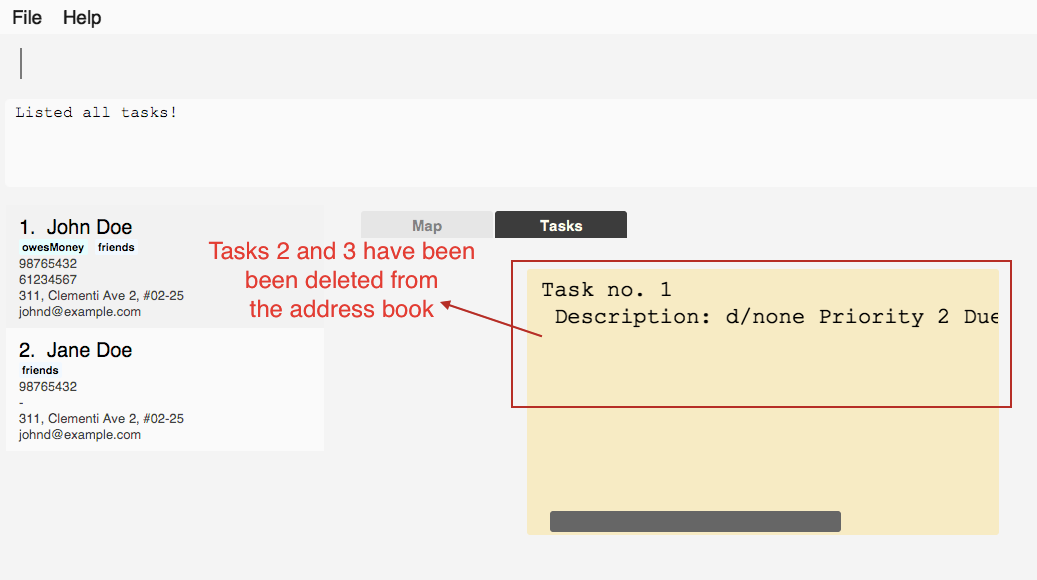 File Help
Listed all tasks!
1. John Doe
owesMoney friends
98765432
61234567
311, Clementi Ave 2, #02-25
johnd@example.com
2. Jane Doe
friends
98765432
-
311, Clementi Ave 2, #02-25
johnd@example.com
Map Tasks
Tasks 2 and 3 have been
been deleted from
the address book
Task no. 1
Description: d/none Priority 2 Due